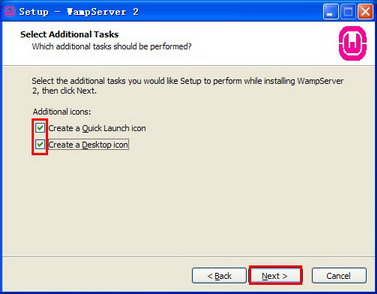 Setup - WampServer 2
Select Additional Tasks
Which additional tasks should be performed?
Select the additional tasks you would like Setup to perform while installing WampServer
2, then click Next.
Additional icons:
Create a Quick Launch icon
Create a Desktop icon
< Back
Next >
Cancel